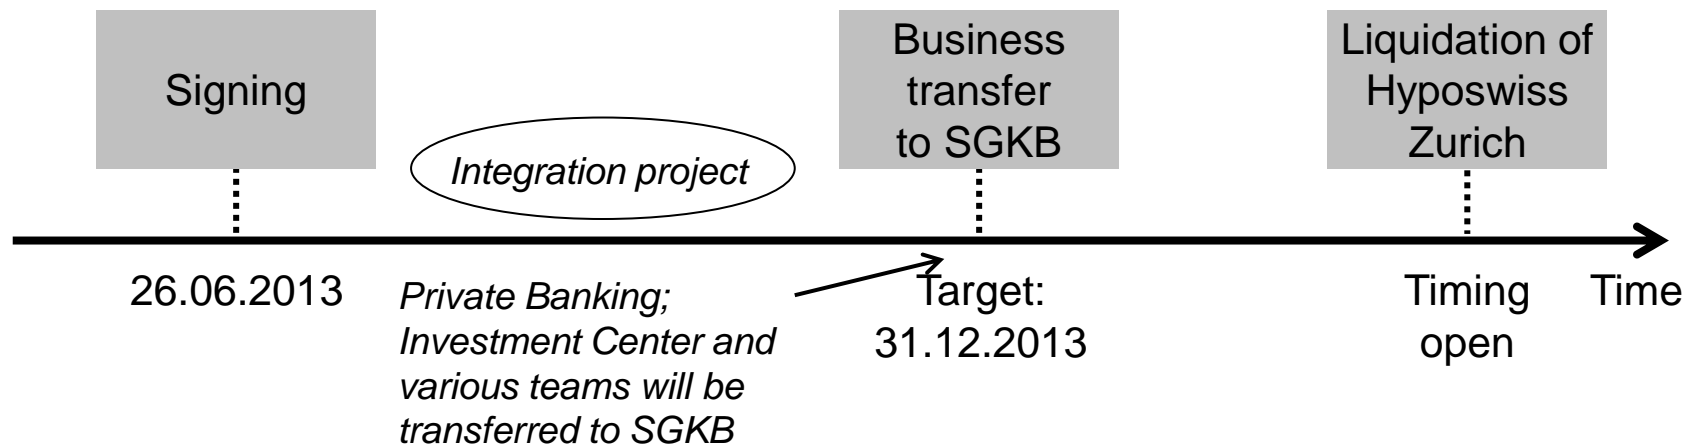 Signing
Integration project
Business
transfer
to SGKB
Liquidation of
Hyposwiss
Zurich
26.06.2013
Private Banking;
Investment Center and
various teams will be
transferred to SGKB
Target:
31.12.2013
Timing
open
Time